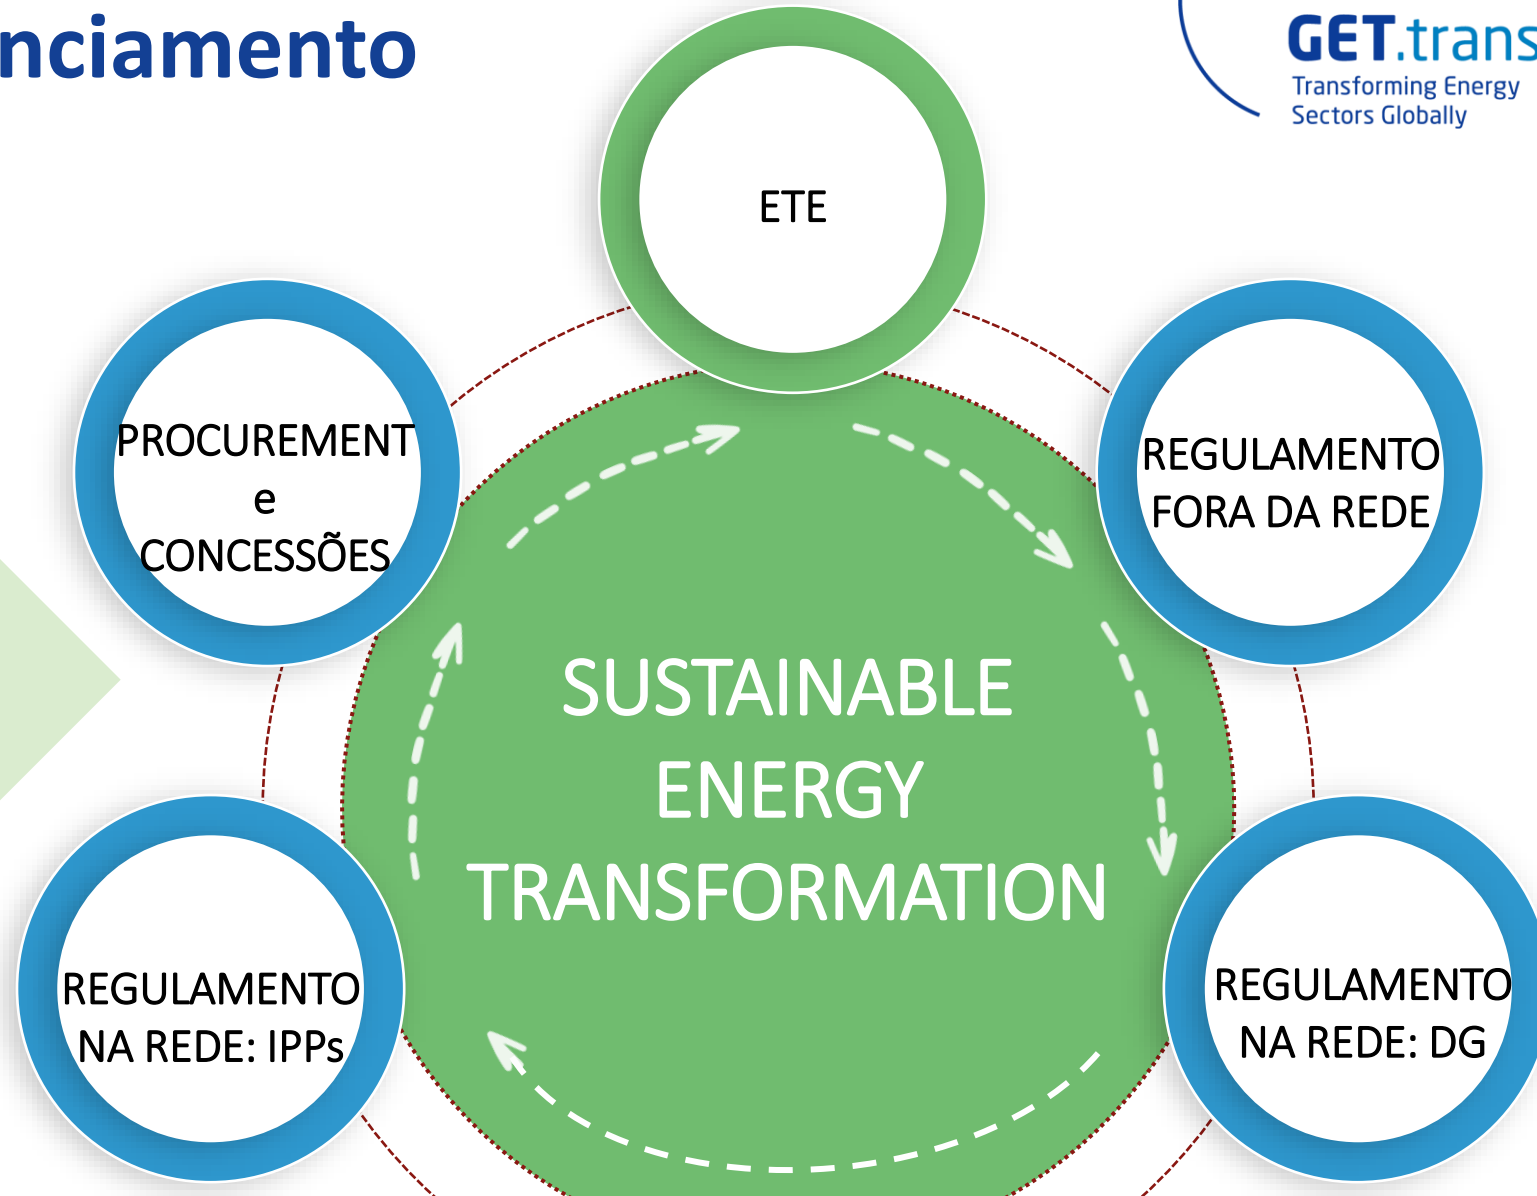 nciamento
GET.trans
Transforming Energy
Sectors Globally
ETE
PROCUREMENT
e
CONCESSÕES
REGULAMENTO
FORA DA REDE
SUSTAINABLE
ENERGY
TRANSFORMATION
REGULAMENTO
NA REDE: IPPs
REGULAMENTO
NA REDE: DG